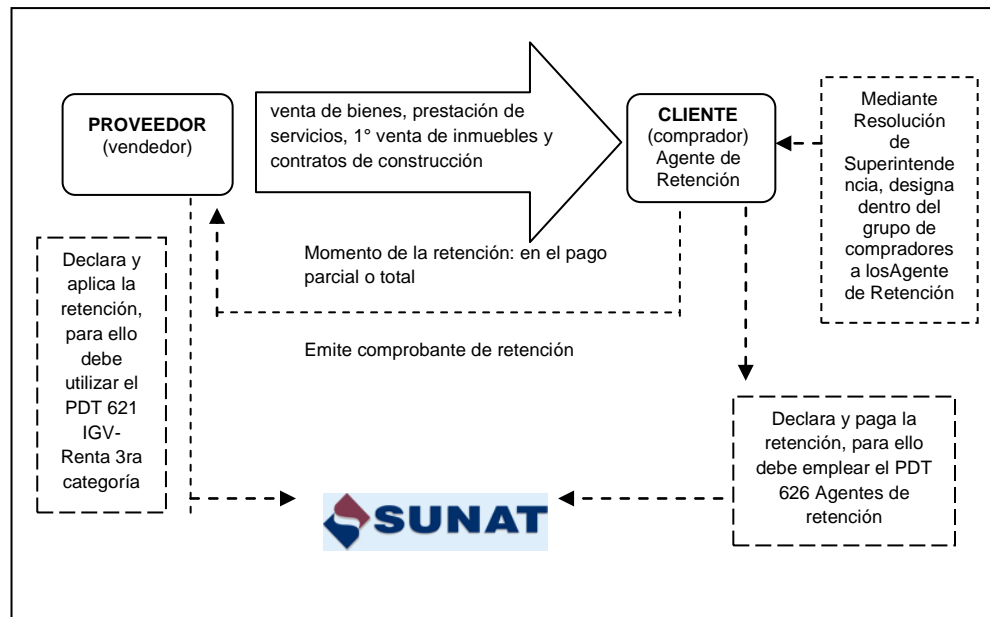 PROVEEDOR
(vendedor)
venta de bienes, prestación de
servicios, 1° venta de inmuebles y
contratos de construcción
CLIENTE
(comprador)
Agente de
Retención
Mediante
Resolución
de
Superintende
ncia, designa
dentro del
grupo de
compradores
a losAgente
de Retención
Momento de la retención: en el pago
parcial o total
Emite comprobante de retención
Declara y
aplica la
retención,
para ello
debe
utilizar el
PDT 621
IGV-
Renta 3ra
categoría
Declara y paga la
retención, para ello
debe emplear el PDT
626 Agentes de
retención
SUNAT